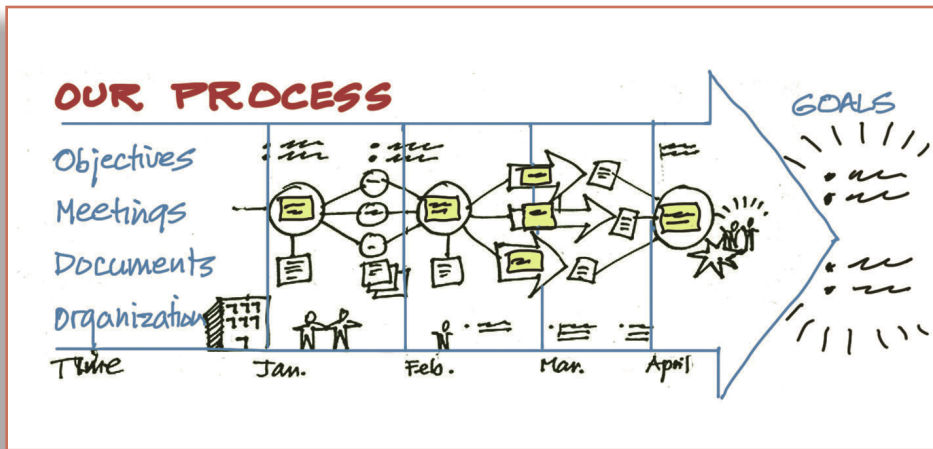 OUR PROCESS
GOALS
Objectives
Meetings
Documents
Organization
Time Jan. Feb. Mar. April